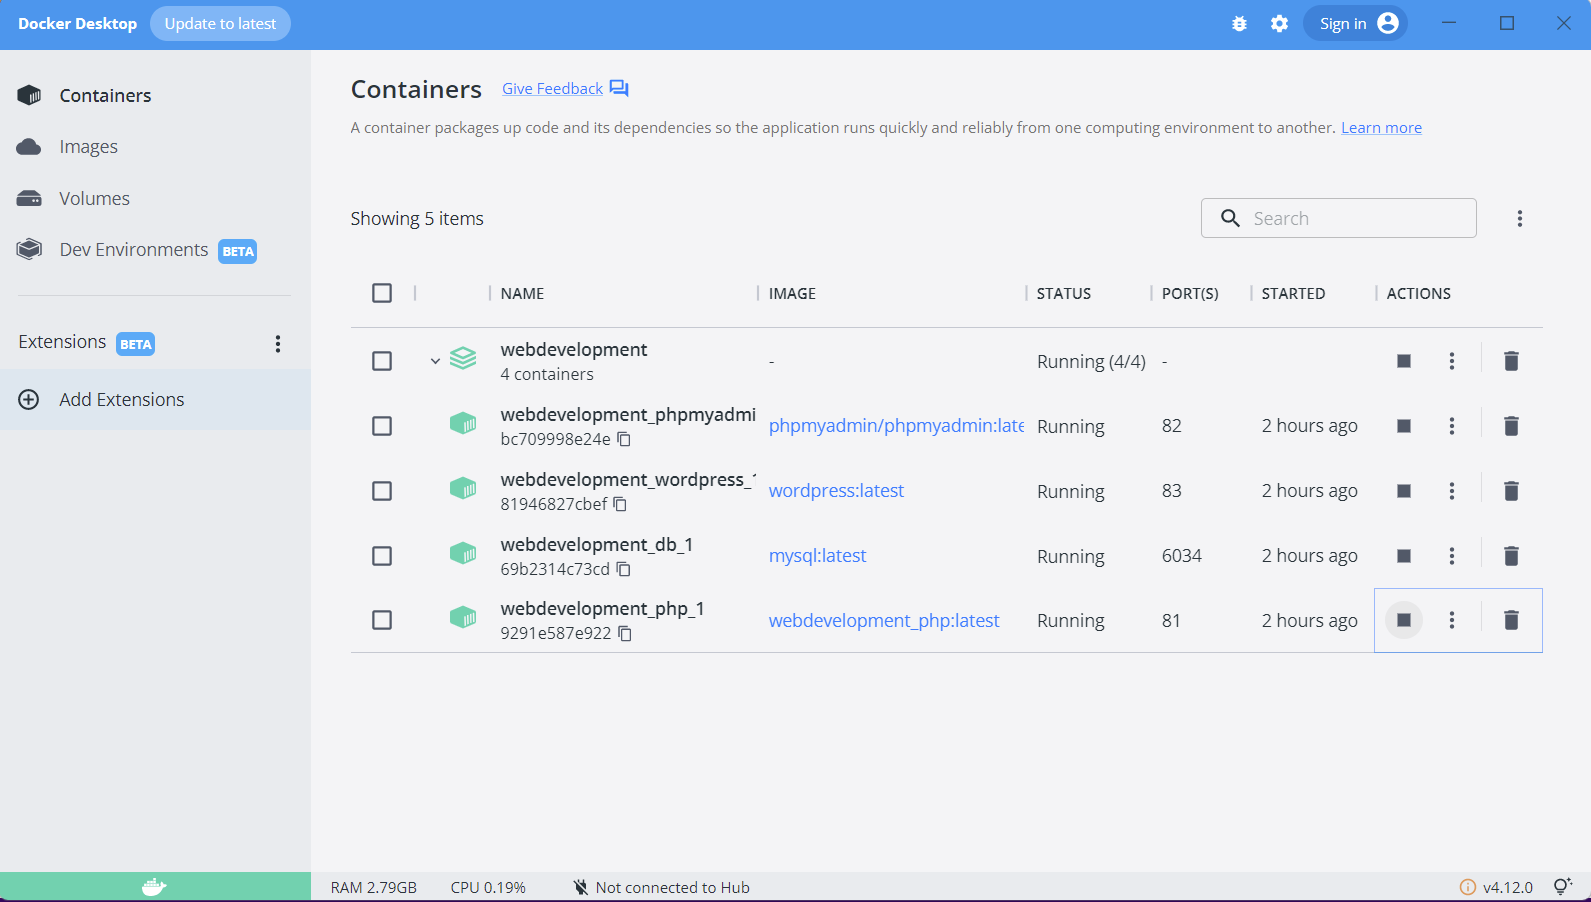 Docker Desktop Update to latest Sign in
Containers
Images
Volumes
Dev Environments BETA
Extensions BETA
Add Extensions
Containers Give Feedback
A container packages up code and its dependencies so the application runs quickly and reliably from one computing environment to another. Learn more
Showing 5 items Search
NAME IMAGE STATUS PORT(S) STARTED ACTIONS
webdevelopment
4 containers
- Running (4/4) -
webdevelopment_phpmyadmi
bc709998e24e
phpmyadmin/phpmyadmin:late Running 82 2 hours ago
webdevelopment_wordpress_1
81946827cbef
wordpress:latest Running 83 2 hours ago
webdevelopment_db_1
69b2314c73cd
mysql:latest Running 6034 2 hours ago
webdevelopment_php_1
9291e587e922
webdevelopment_php:latest Running 81 2 hours ago
RAM 2.79GB CPU 0.19% Not connected to Hub v4.12.0